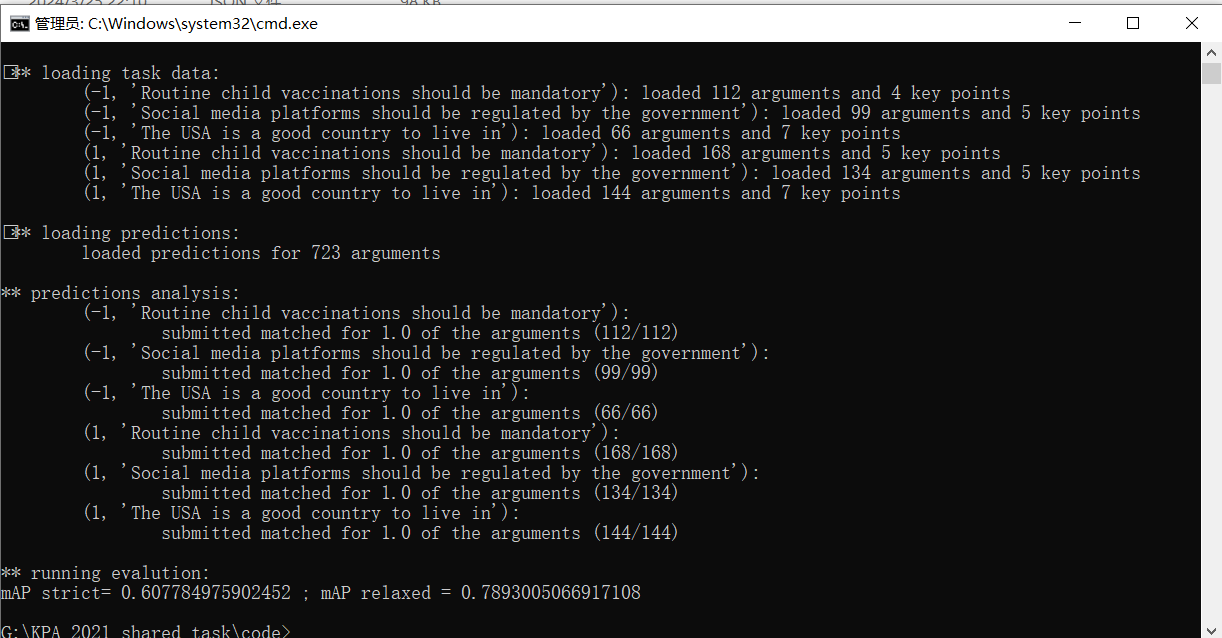 管理员: C:\Windows\system32\cmd.exe
** loading task data:
(-1, 'Routine child vaccinations should be mandatory'): loaded 112 arguments and 4 key points
(-1, 'Social media platforms should be regulated by the government'): loaded 99 arguments and 5 key points
(-1, 'The USA is a good country to live in'): loaded 66 arguments and 7 key points
(1, 'Routine child vaccinations should be mandatory'): loaded 168 arguments and 5 key points
(1, 'Social media platforms should be regulated by the government'): loaded 134 arguments and 5 key points
(1, 'The USA is a good country to live in'): loaded 144 arguments and 7 key points
** loading predictions:
loaded predictions for 723 arguments
** predictions analysis:
(-1, 'Routine child vaccinations should be mandatory'):
submitted matched for 1.0 of the arguments (112/112)
(-1, 'Social media platforms should be regulated by the government'):
submitted matched for 1.0 of the arguments (99/99)
(-1, 'The USA is a good country to live in'):
submitted matched for 1.0 of the arguments (66/66)
(1, 'Routine child vaccinations should be mandatory'):
submitted matched for 1.0 of the arguments (168/168)
(1, 'Social media platforms should be regulated by the government'):
submitted matched for 1.0 of the arguments (134/134)
(1, 'The USA is a good country to live in'):
submitted matched for 1.0 of the arguments (144/144)
** running evalution:
mAP strict= 0.607784975902452 ; mAP relaxed = 0.7893005066917108
G:\KPA_2021_shared_task\code>